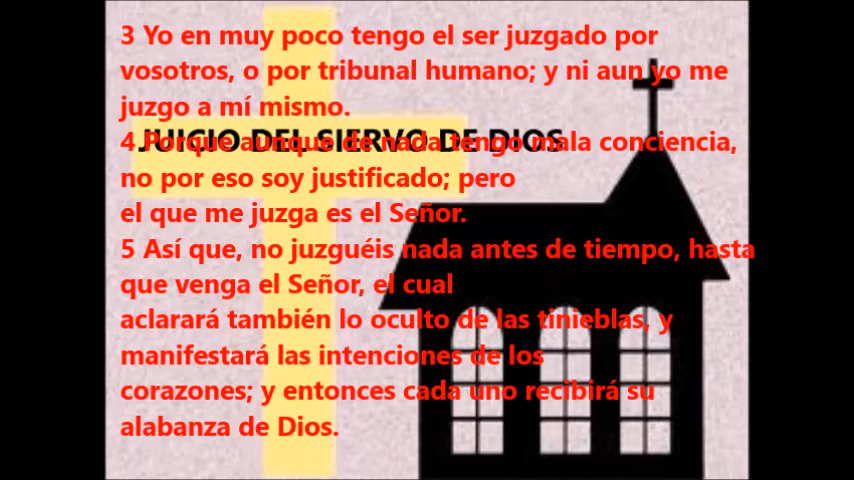 3 Yo en muy poco tengo el ser juzgado por
vosotros, o por tribunal humano; y ni aun yo me
juzgo a mí mismo.
JUICIO DEL SIERVO DE DIOS
4 Porque aunque de nada tengo mala conciencia,
no por eso soy justificado; pero
el que me juzga es el Señor.
5 Así que, no juzguéis nada antes de tiempo, hasta
que venga el Señor, el cual
aclarará también lo oculto de las tinieblas, y
manifestará las intenciones de los
corazones; y entonces cada uno recibirá su
alabanza de Dios.